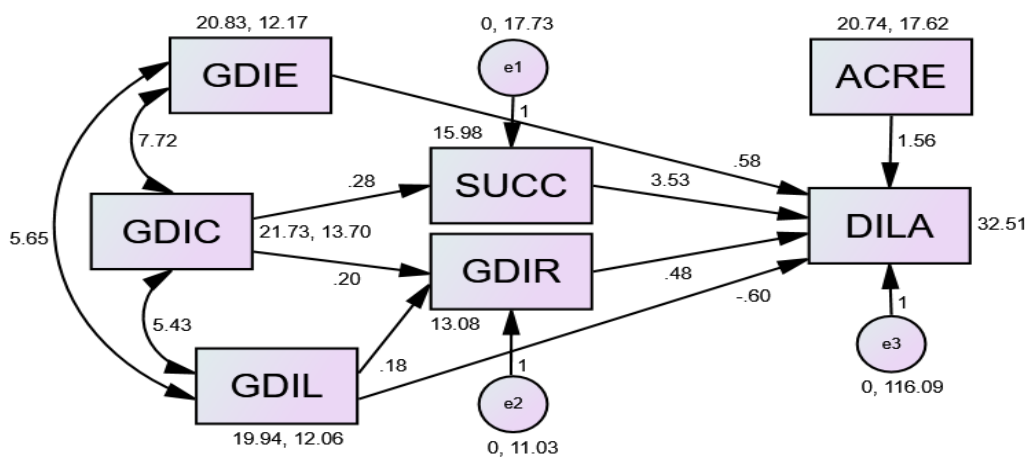 20.83, 12.17
GDIE
0, 17.73
e1
1
20.74, 17.62
ACRE
1.56
7.72
15.98
SUCC
.58
3.53
.28
GDIC
21.73, 13.70
DILA
32.51
5.65
.20
GDIR
.48
-.60
13.08
5.43
.18
1
1
e3
0, 116.09
GDIL
19.94, 12.06
e2
0, 11.03